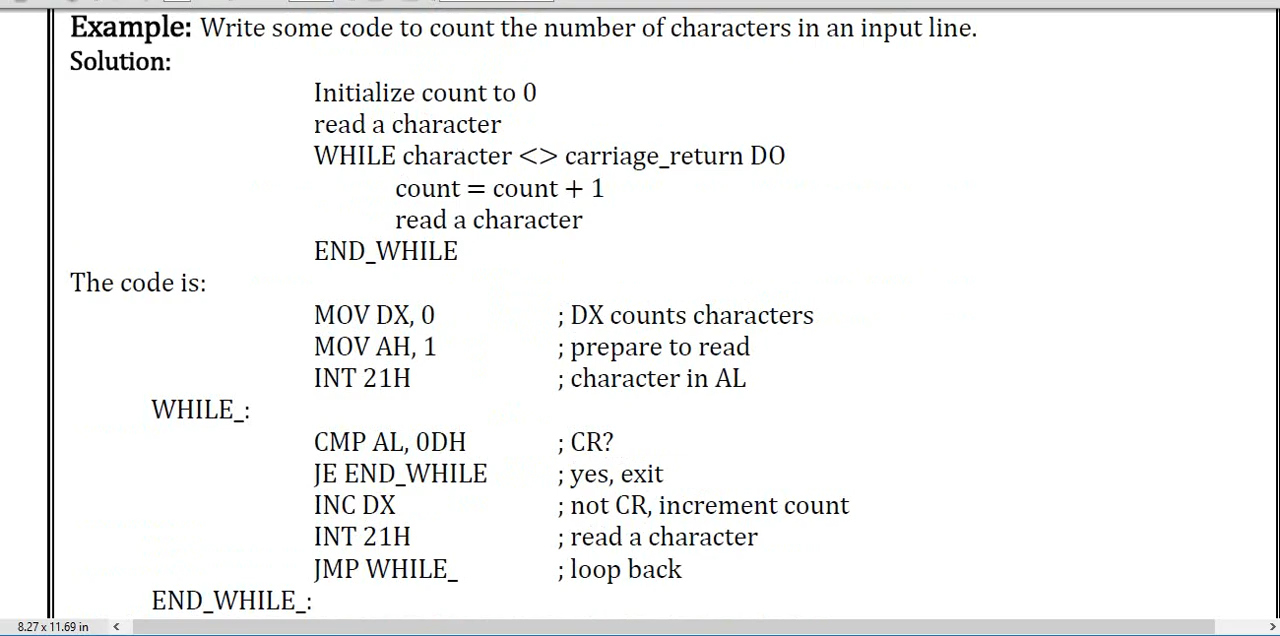 Example: Write some code to count the number of characters in an input line.
Solution:
Initialize count to 0
read a character
WHILE character <> carriage_return DO
count = count + 1
read a character
END_WHILE
The code is:
MOV DX, 0 ; DX counts characters
MOV AH, 1 ; prepare to read
INT 21H ; character in AL
WHILE_:
CMP AL, 0DH ; CR?
JE END_WHILE ; yes, exit
INC DX ; not CR, increment count
INT 21H ; read a character
JMP WHILE_ ; loop back
END_WHILE_:
8.27 x 11.69 in